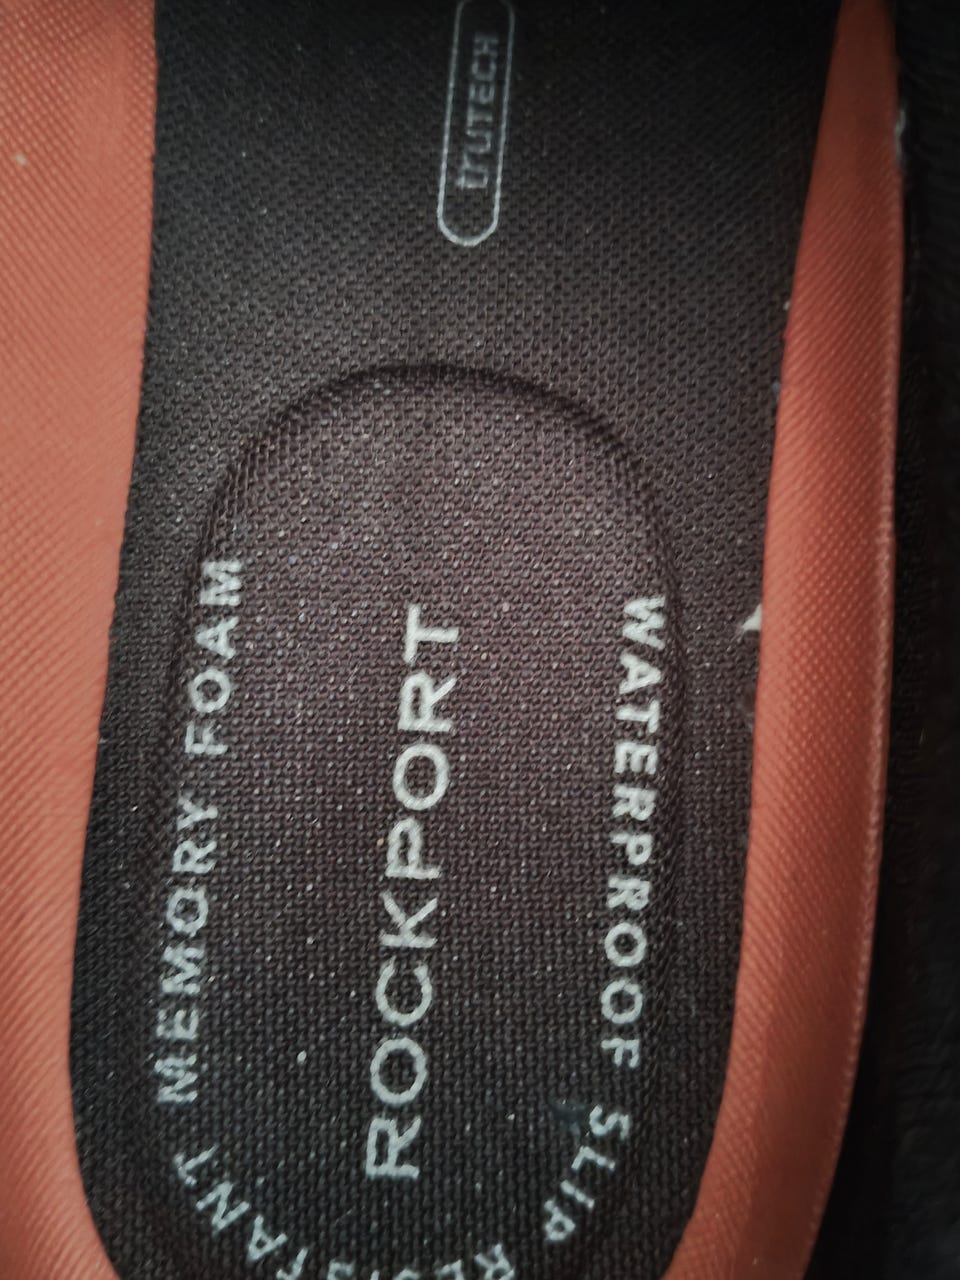 truTECH
ROCKPORT
WATERPROOF SLIP RESISTANT MEMORY FOAM